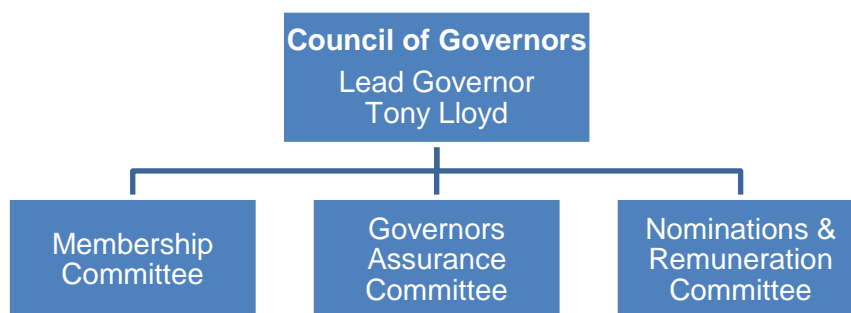 Council of Governors
Lead Governor
Tony Lloyd
Membership
Committee
Governors
Assurance
Committee
Nominations &
Remuneration
Committee